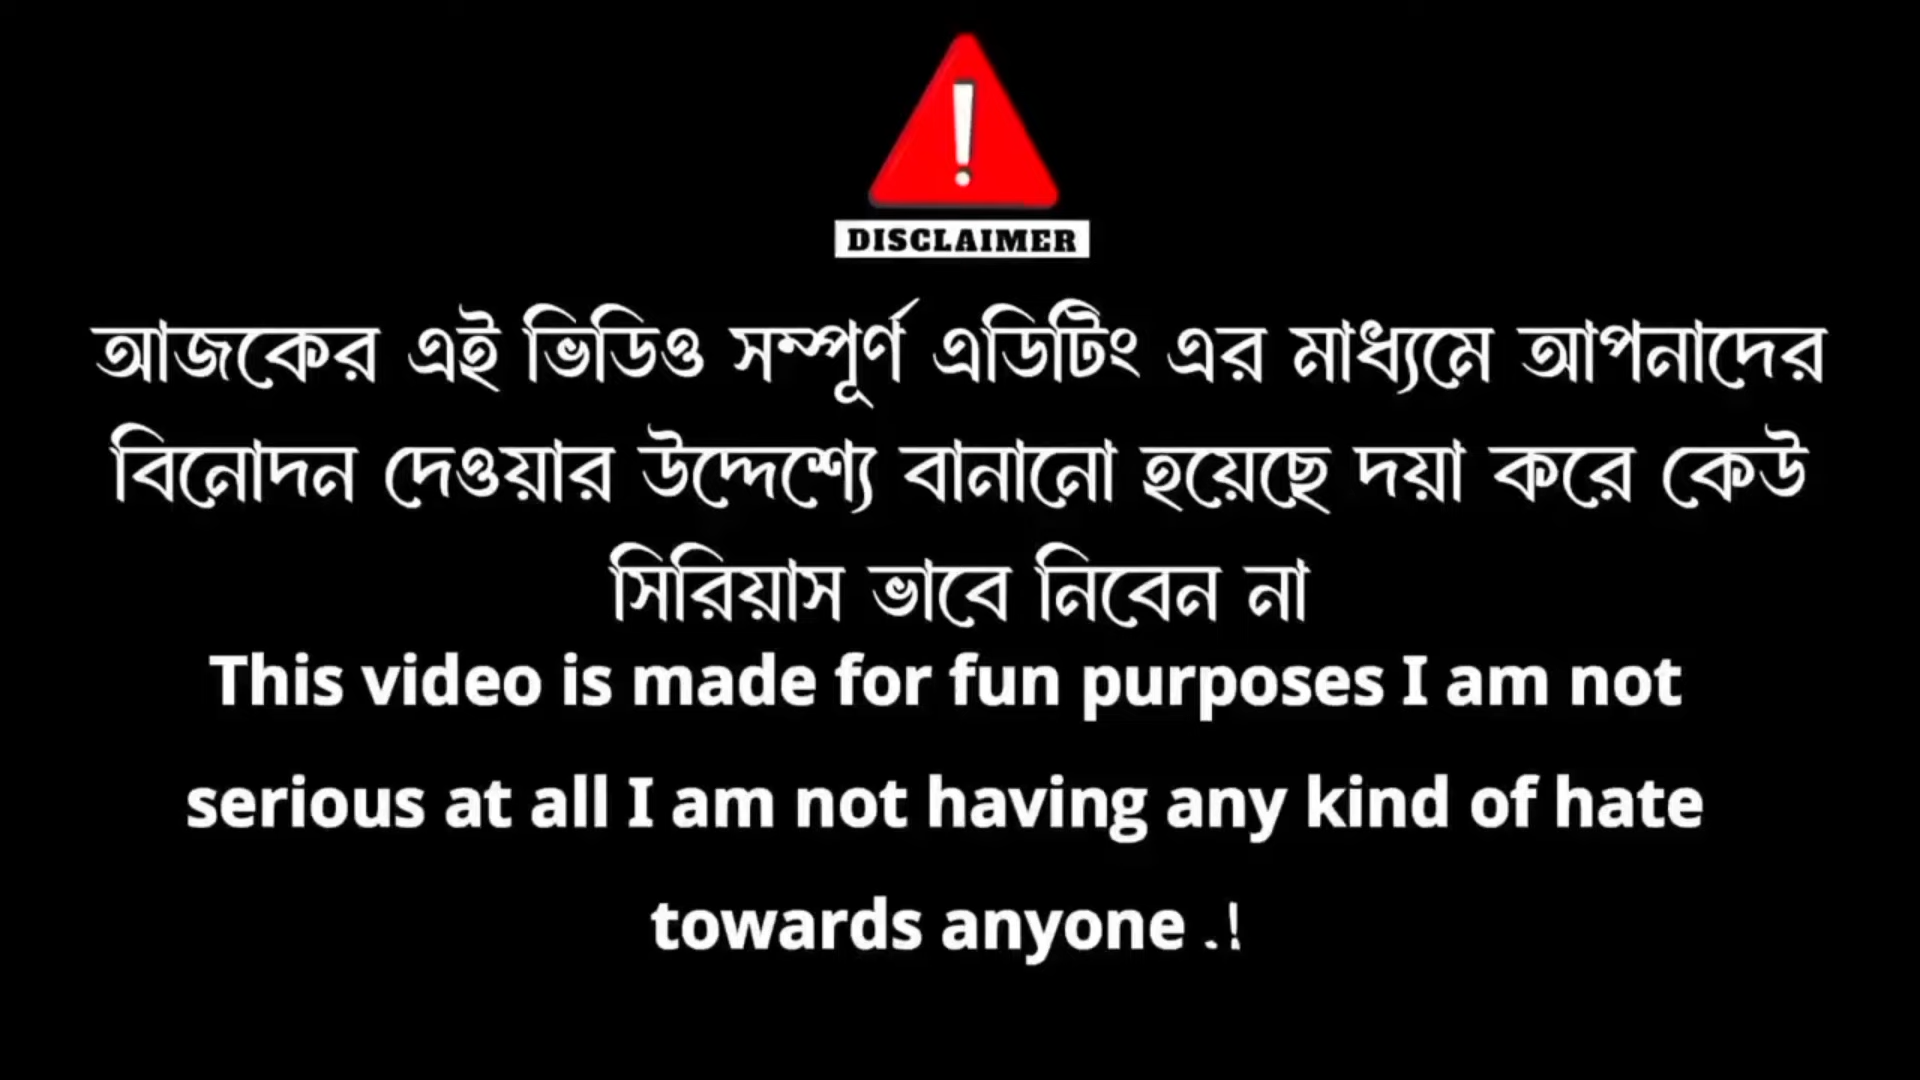 !
DISCLAIMER
আজকের এই ভিডিও সম্পূর্ণ এডিটিং এর মাধ্যমে আপনাদের
বিনোদন দেওয়ার উদ্দেশ্যে বানানো হয়েছে দয়া করে কেউ
সিরিয়াস ভাবে নিবেন না
This video is made for fun purposes I am not
serious at all I am not having any kind of hate
towards anyone .!